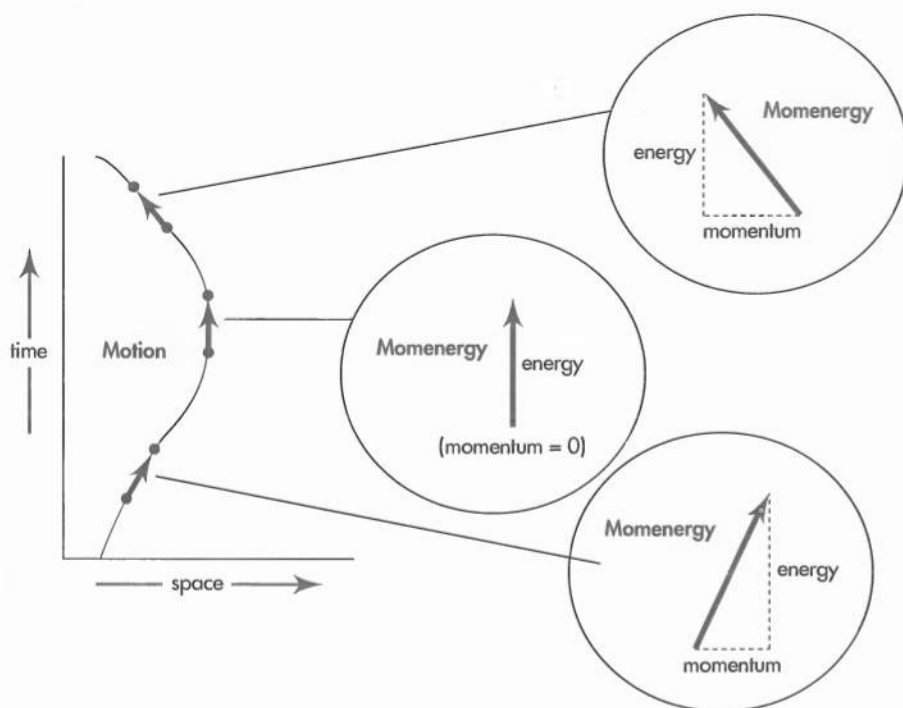 Momenergy
energy
momentum
time
Motion
Momenergy
energy
(momentum = 0)
Momenergy
energy
momentum
space